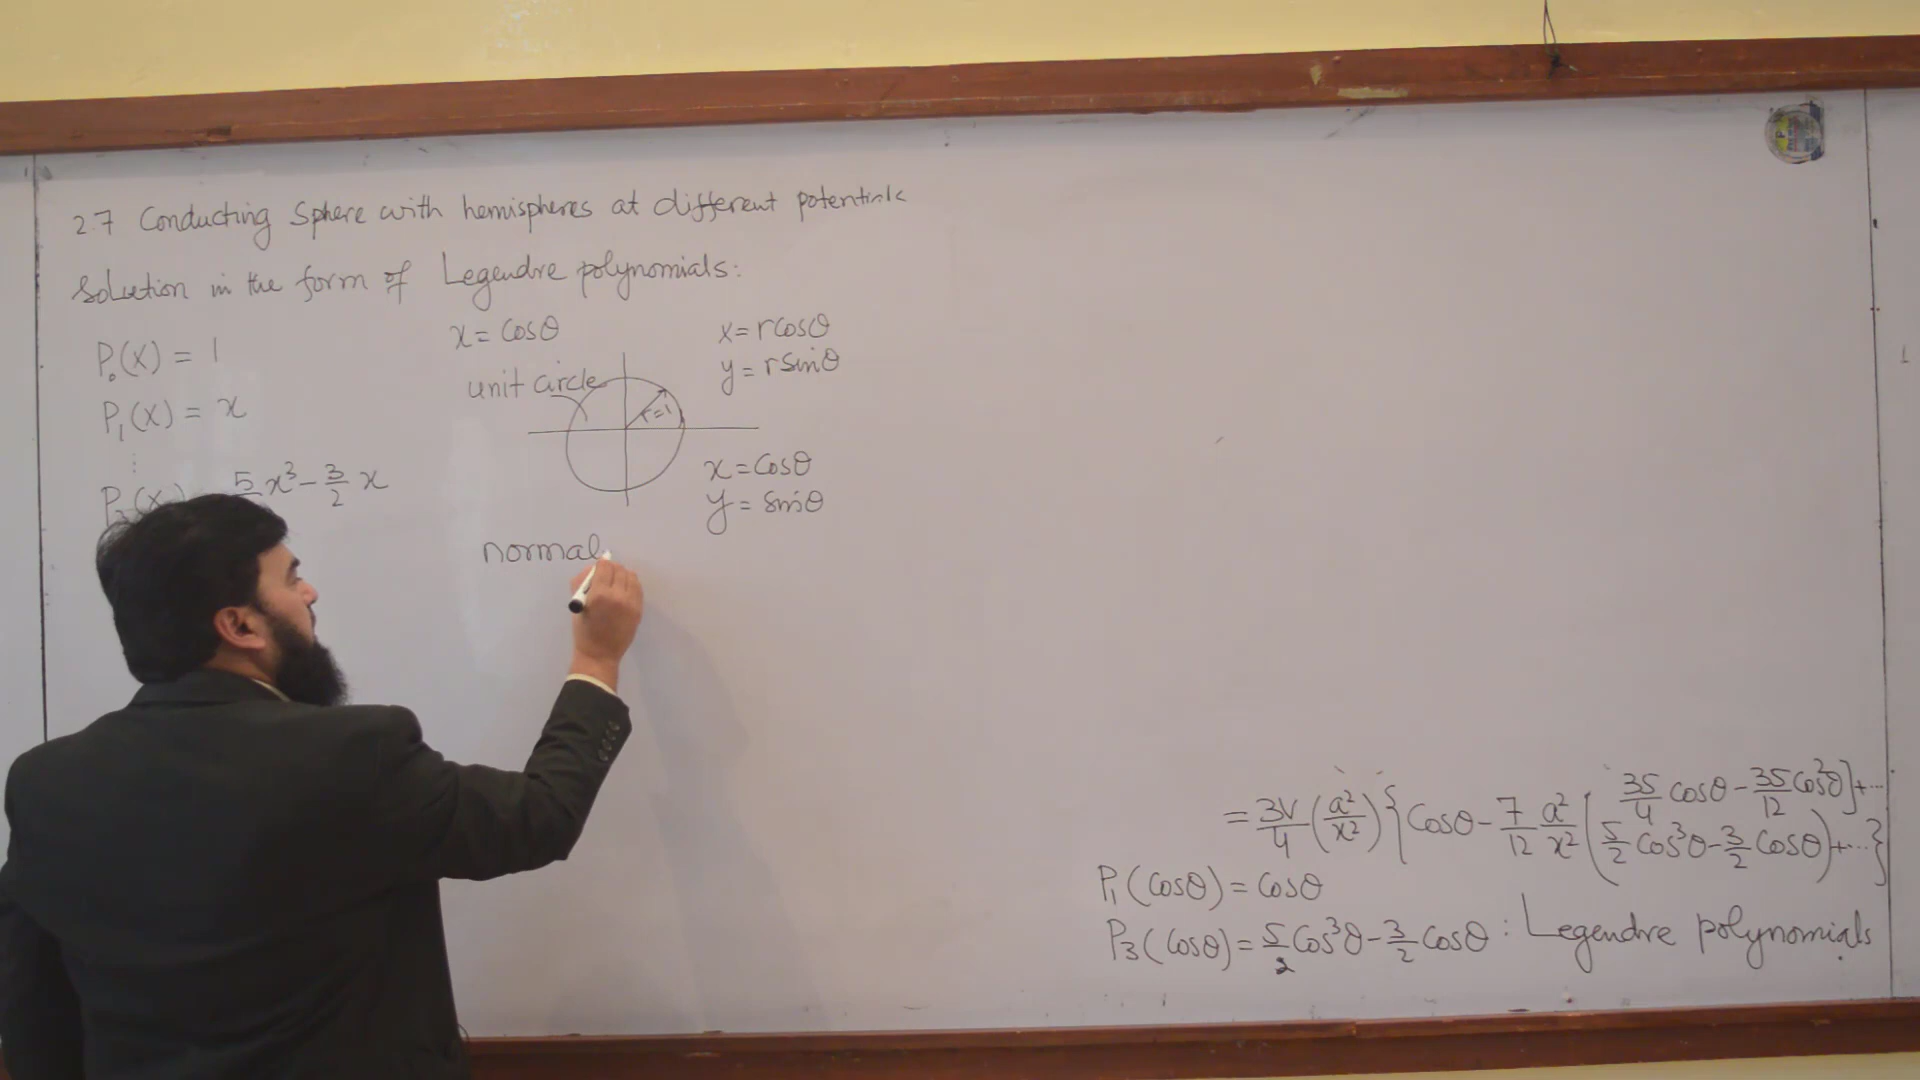 2.7 Conducting Sphere with hemispheres at different potentials
Solution in the form of Legendre polynomials:
P₀(x) = 1
P₁(x) = x
⋮
P₃(x) 5 x³ - 3/2 x
x = Cosθ
unit circle
r=1
x = r cosθ
y = r sinθ
x = Cosθ
y = sinθ
normal
35/4 cosθ - 35/12 cos³θ] + ...
= 3V/4 (a²/x²) {Cosθ - 7/12 a²/x² (5/2 Cos³θ - 3/2 Cosθ) + ...}
P₁(Cosθ) = Cosθ
P₃(Cosθ) = 5/2 Cos³θ - 3/2 Cosθ : Legendre polynomials